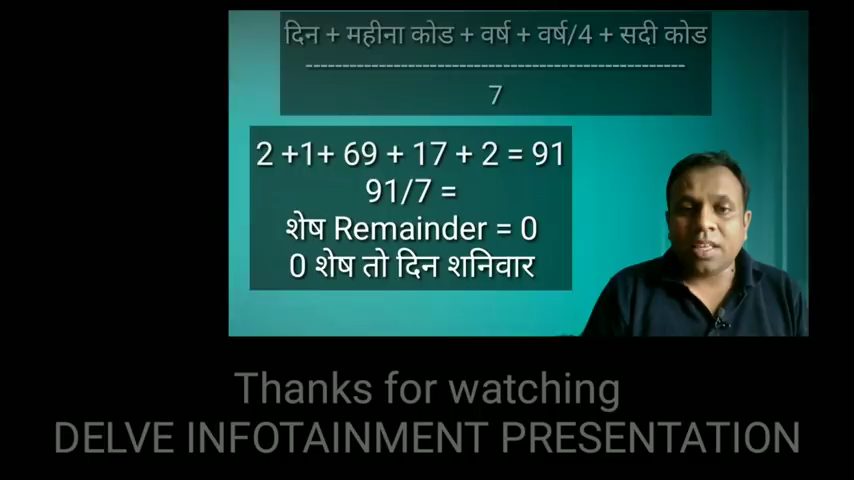 दिन + महीना कोड + वर्ष + वर्ष/4 + सदी कोड
--------------------------------------------------
7
2 +1+ 69 + 17 + 2 = 91
91/7 =
शेष Remainder = 0
0 शेष तो दिन शनिवार
Thanks for watching
DELVE INFOTAINMENT PRESENTATION